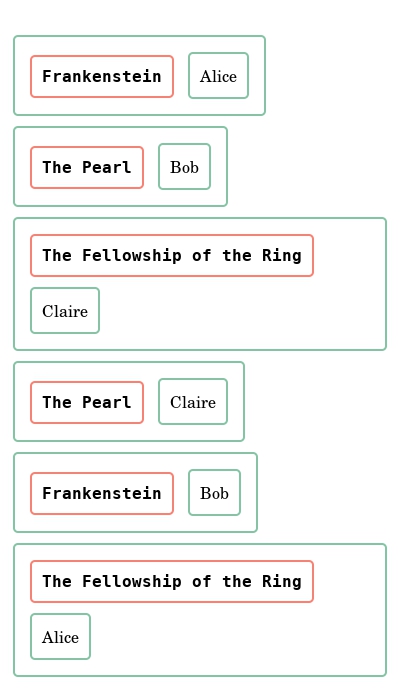 Frankenstein Alice
The Pearl Bob
The Fellowship of the Ring
Claire
The Pearl Claire
Frankenstein Bob
The Fellowship of the Ring
Alice